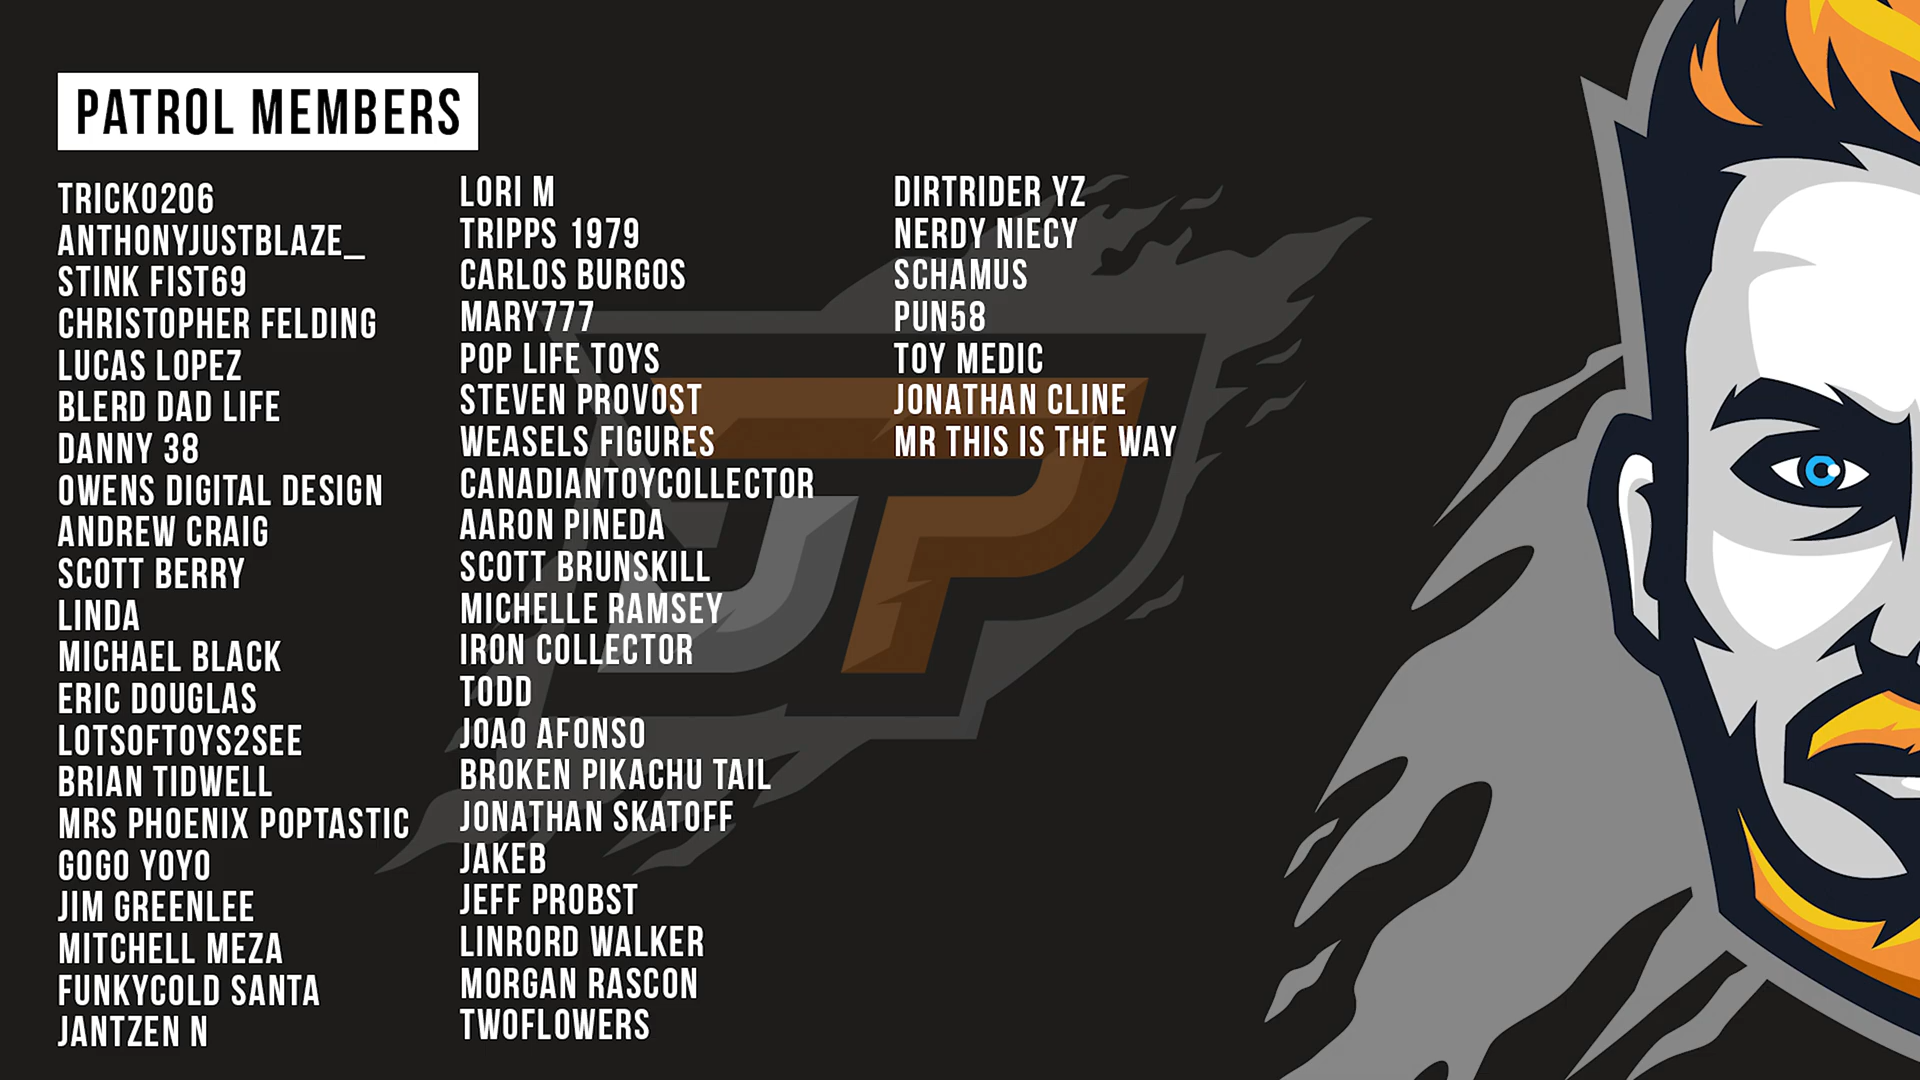 PATROL MEMBERS
TRICK0206
ANTHONYJUSTBLAZE_
STINK FIST69
CHRISTOPHER FELDING
LUCAS LOPEZ
BLERD DAD LIFE
DANNY 38
OWENS DIGITAL DESIGN
ANDREW CRAIG
SCOTT BERRY
LINDA
MICHAEL BLACK
ERIC DOUGLAS
LOTSOFTOYS2SEE
BRIAN TIDWELL
MRS PHOENIX POPTASTIC
GOGO YOYO
JIM GREENLEE
MITCHELL MEZA
FUNKYCOLD SANTA
JANTZEN N
LORI M
TRIPPS 1979
CARLOS BURGOS
MARY777
POP LIFE TOYS
STEVEN PROVOST
WEASELS FIGURES
CANADIANTOYCOLLECTOR
AARON PINEDA
SCOTT BRUNSKILL
MICHELLE RAMSEY
IRON COLLECTOR
TODD
JOAO AFONSO
BROKEN PIKACHU TAIL
JONATHAN SKATOFF
JAKEB
JEFF PROBST
LINRORD WALKER
MORGAN RASCON
TWOFLOWERS
DIRTRIDER YZ
NERDY NIECY
SCHAMUS
PUN58
TOY MEDIC
JONATHAN CLINE
MR THIS IS THE WAY
JP